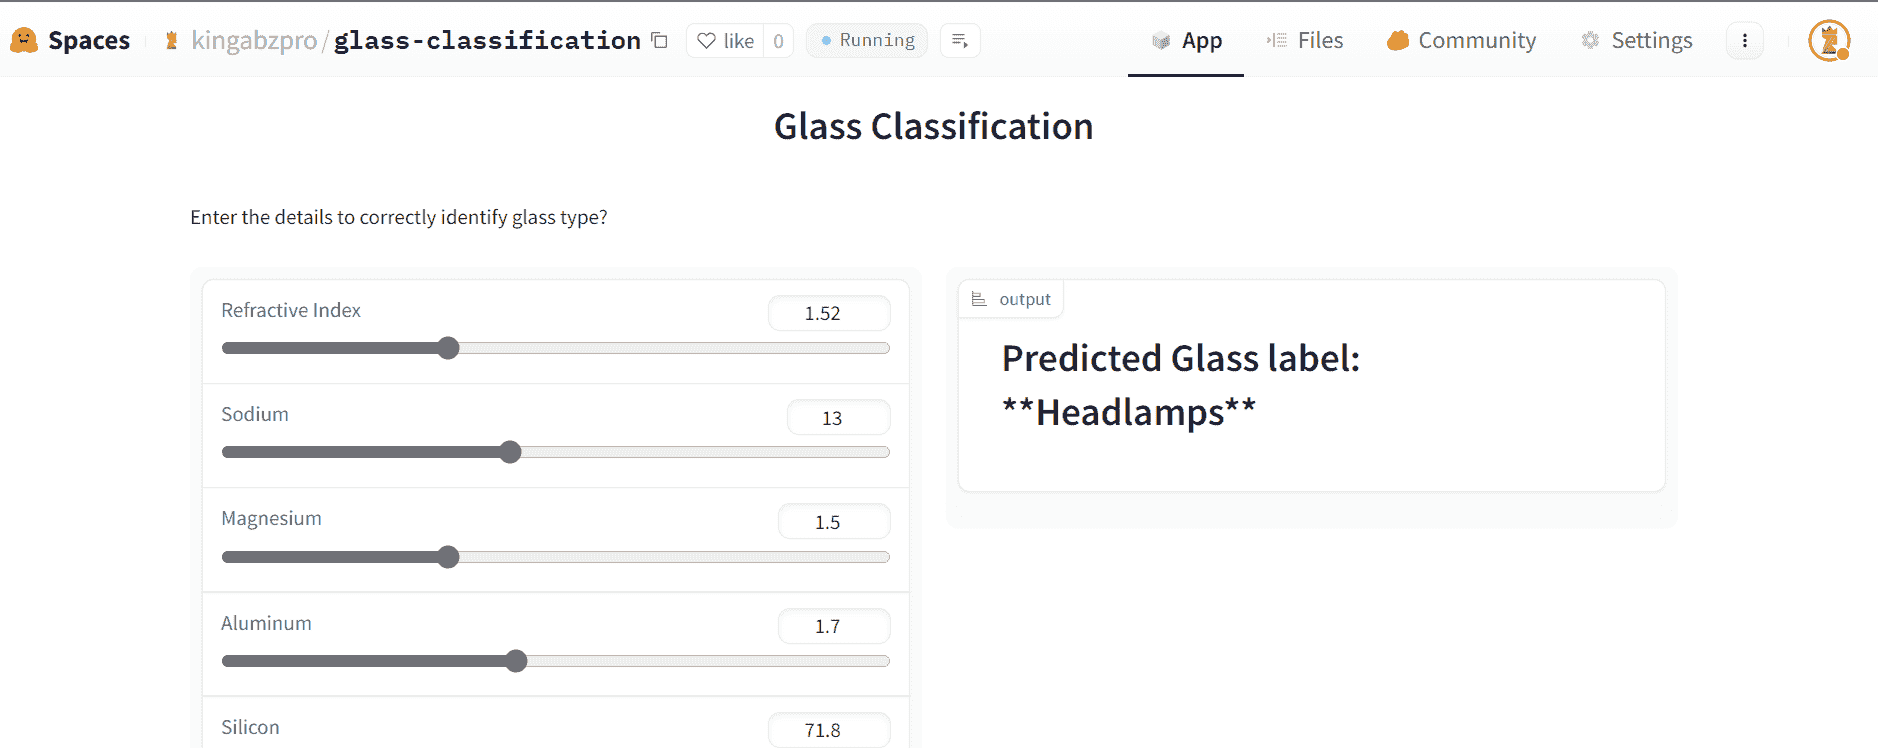 Spaces kingabzpro/glass-classification like 0 Running App Files Community Settings
Glass Classification
Enter the details to correctly identify glass type?
Refractive Index 1.52
Sodium 13
Magnesium 1.5
Aluminum 1.7
Silicon 71.8
output
Predicted Glass label:
**Headlamps**